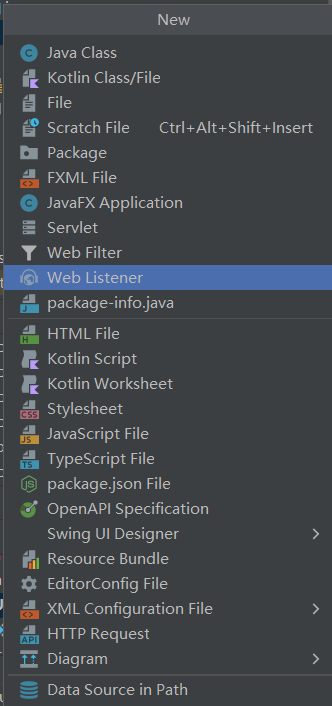 New
Java Class
Kotlin Class/File
File
Scratch File Ctrl+Alt+Shift+Insert
Package
FXML File
JavaFX Application
Servlet
Web Filter
Web Listener
package-info.java
HTML File
Kotlin Script
Kotlin Worksheet
Stylesheet
JavaScript File
TypeScript File
package.json File
OpenAPI Specification
Swing UI Designer
Resource Bundle
EditorConfig File
XML Configuration File
HTTP Request
Diagram
Data Source in Path